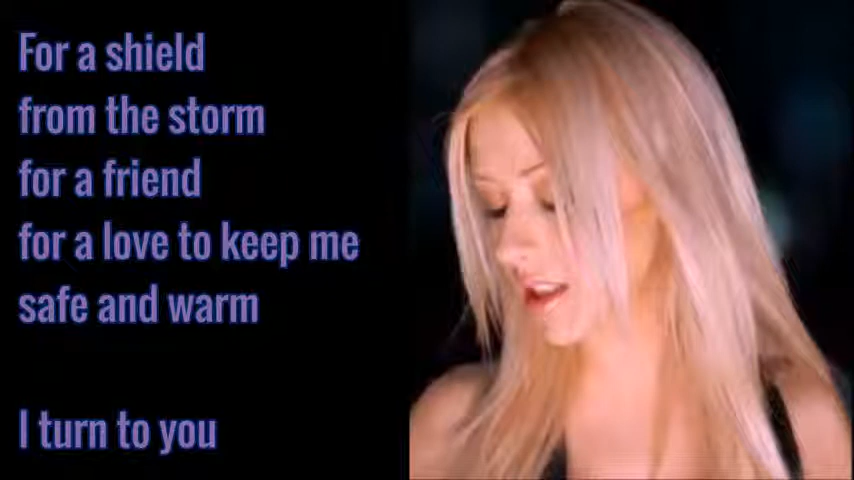 For a shield
from the storm
for a friend
for a love to keep me
safe and warm
I turn to you